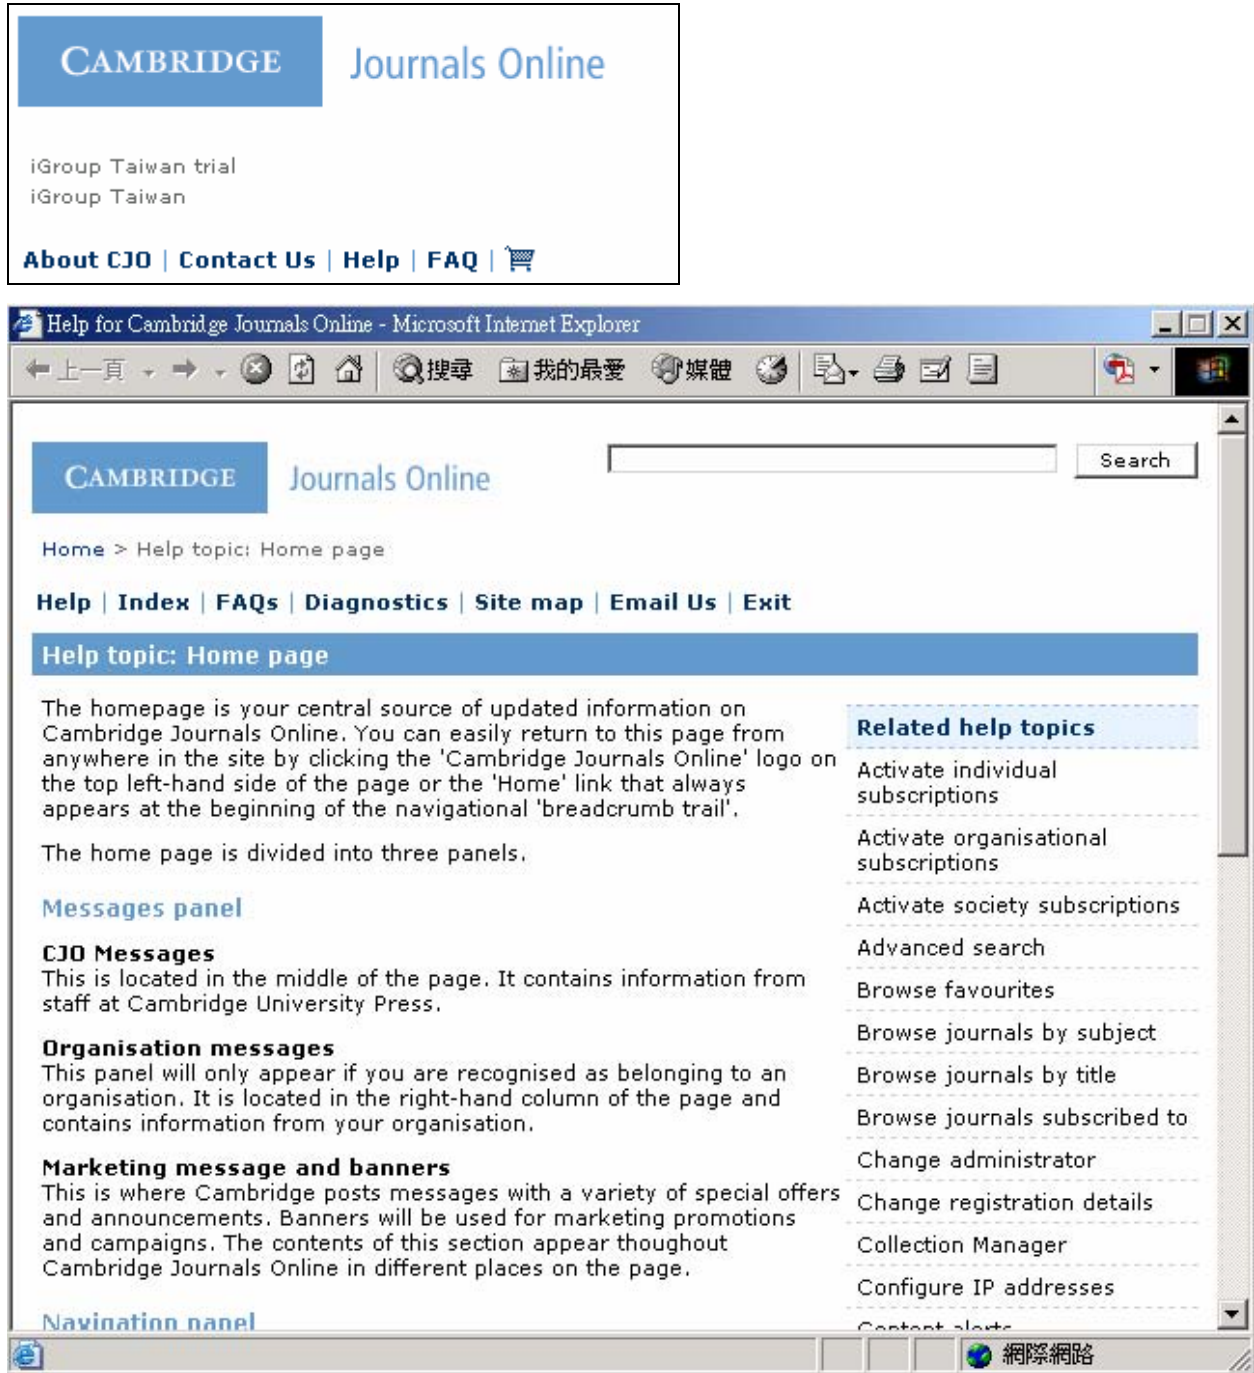 CAMBRIDGE Journals Online
iGroup Taiwan trial
iGroup Taiwan
About CJO | Contact Us | Help | FAQ |
Help for Cambridge Journals Online - Microsoft Internet Explorer
上一頁 搜尋 我的最愛 媒體
CAMBRIDGE Journals Online
Search
Home > Help topic: Home page
Help | Index | FAQs | Diagnostics | Site map | Email Us | Exit
Help topic: Home page
The homepage is your central source of updated information on
Cambridge Journals Online. You can easily return to this page from
anywhere in the site by clicking the 'Cambridge Journals Online' logo on
the top left-hand side of the page or the 'Home' link that always
appears at the beginning of the navigational 'breadcrumb trail'.
The home page is divided into three panels.
Messages panel
CJO Messages
This is located in the middle of the page. It contains information from
staff at Cambridge University Press.
Organisation messages
This panel will only appear if you are recognised as belonging to an
organisation. It is located in the right-hand column of the page and
contains information from your organisation.
Marketing message and banners
This is where Cambridge posts messages with a variety of special offers
and announcements. Banners will be used for marketing promotions
and campaigns. The contents of this section appear thoughout
Cambridge Journals Online in different places on the page.
Navigation panel
Related help topics
Activate individual
subscriptions
Activate organisational
subscriptions
Activate society subscriptions
Advanced search
Browse favourites
Browse journals by subject
Browse journals by title
Browse journals subscribed to
Change administrator
Change registration details
Collection Manager
Configure IP addresses
Content alerts
網際網路